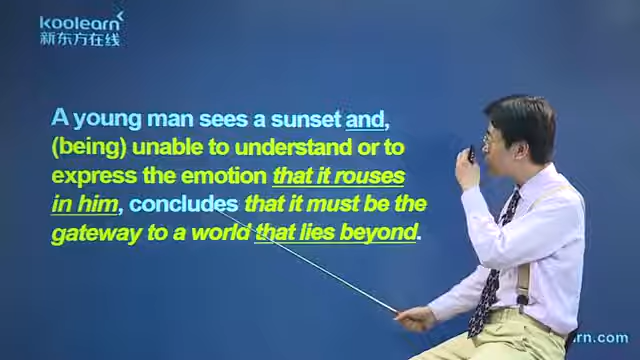 koolearn
新东方在线
A young man sees a sunset and,
(being) unable to understand or to
express the emotion that it rouses
in him, concludes that it must be the
gateway to a world that lies beyond.
rn.com